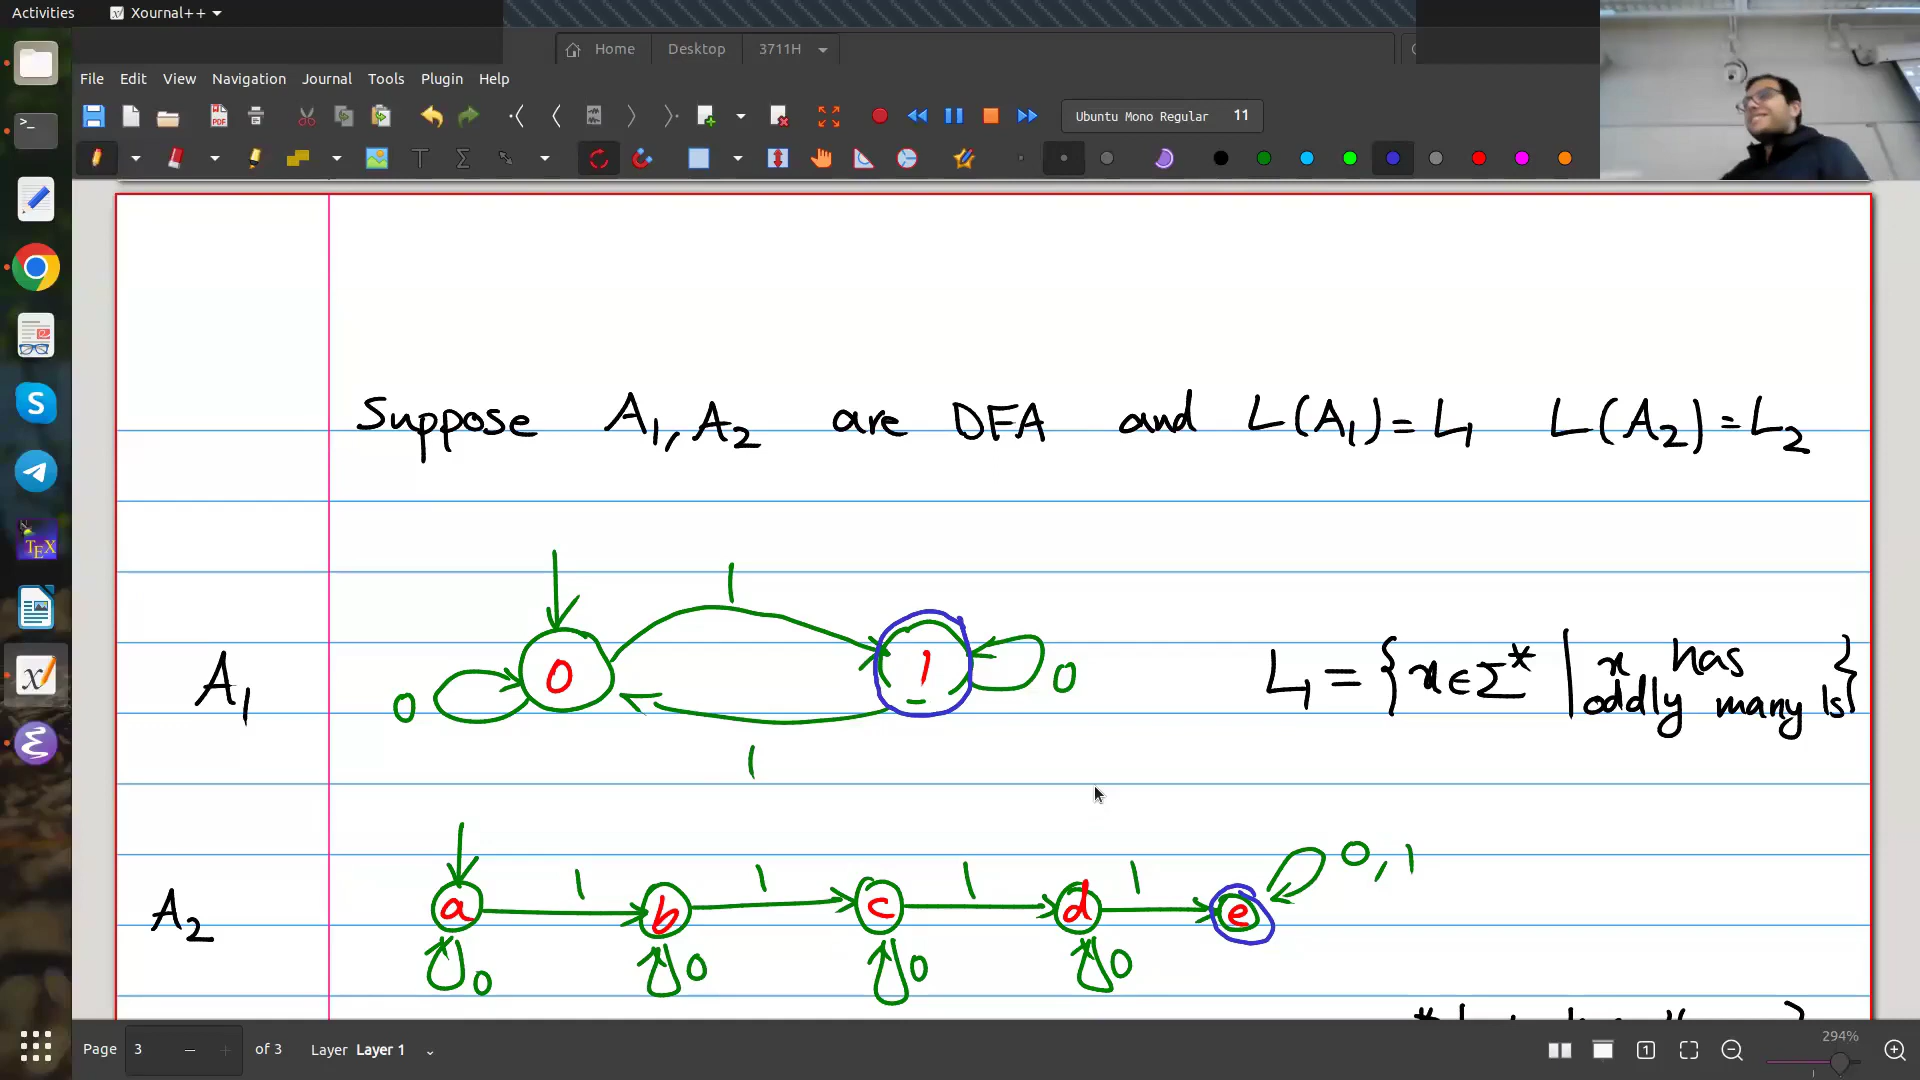 Activities Xournal++
Home Desktop 3711H
File Edit View Navigation Journal Tools Plugin Help
Ubuntu Mono Regular 11
Suppose A1, A2 are DFA and L(A1) = L1 L(A2) = L2
1
A1 0 0 1 0 L1 = {x∈Σ* | x has oddly many 1s}
1
1 1 1 1 0,1
A2 a b c d e
0 0 0 0
Page 3 of 3 Layer Layer 1 1 294%